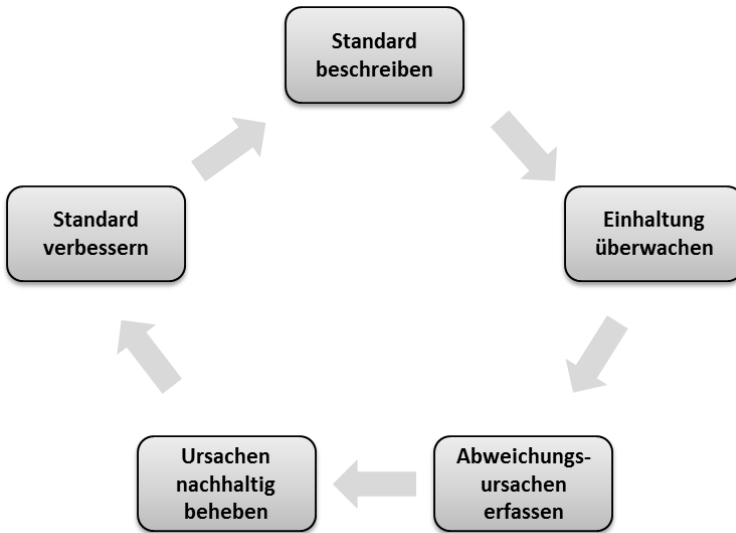 Standard
beschreiben
Einhaltung
überwachen
Abweichungs-
ursachen
erfassen
Ursachen
nachhaltig
beheben
Standard
verbessern